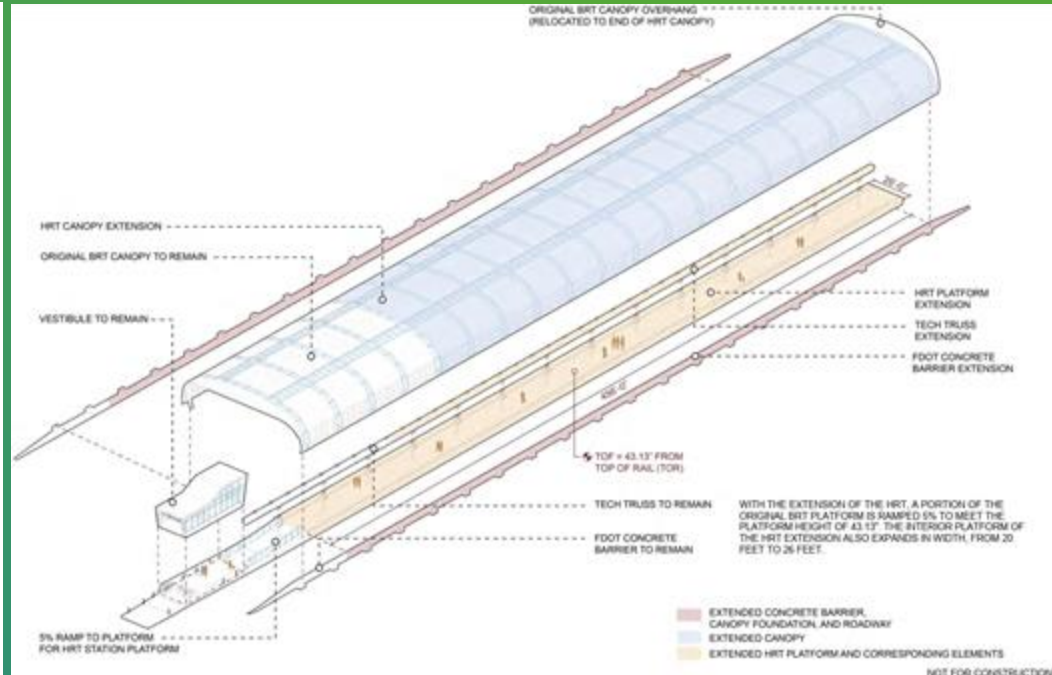 ORIGINAL BRT CANOPY OVERHANG
(RELOCATED TO END OF HRT CANOPY)
HRT CANOPY EXTENSION
ORIGINAL BRT CANOPY TO REMAIN
VESTIBULE TO REMAIN
HRT PLATFORM
EXTENSION
TECH TRUSS
EXTENSION
FDOT CONCRETE
BARRIER EXTENSION
TOF = 43.13" FROM
TOP OF RAIL (TOR)
TECH TRUSS TO REMAIN
FDOT CONCRETE
BARRIER TO REMAIN
WITH THE EXTENSION OF THE HRT, A PORTION OF THE
ORIGINAL BRT PLATFORM IS RAMPED 5% TO MEET THE
PLATFORM HEIGHT OF 43.13". THE INTERIOR PLATFORM OF
THE HRT EXTENSION ALSO EXPANDS IN WIDTH, FROM 20
FEET TO 26 FEET.
5% RAMP TO PLATFORM
FOR HRT STATION PLATFORM
EXTENDED CONCRETE BARRIER,
CANOPY FOUNDATION, AND ROADWAY
EXTENDED CANOPY
EXTENDED HRT PLATFORM AND CORRESPONDING ELEMENTS
NOT FOR CONSTRUCTION